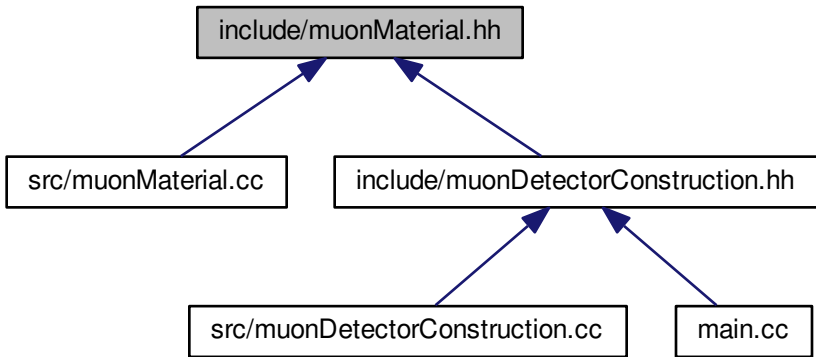 include/muonMaterial.hh
src/muonMaterial.cc
include/muonDetectorConstruction.hh
src/muonDetectorConstruction.cc
main.cc